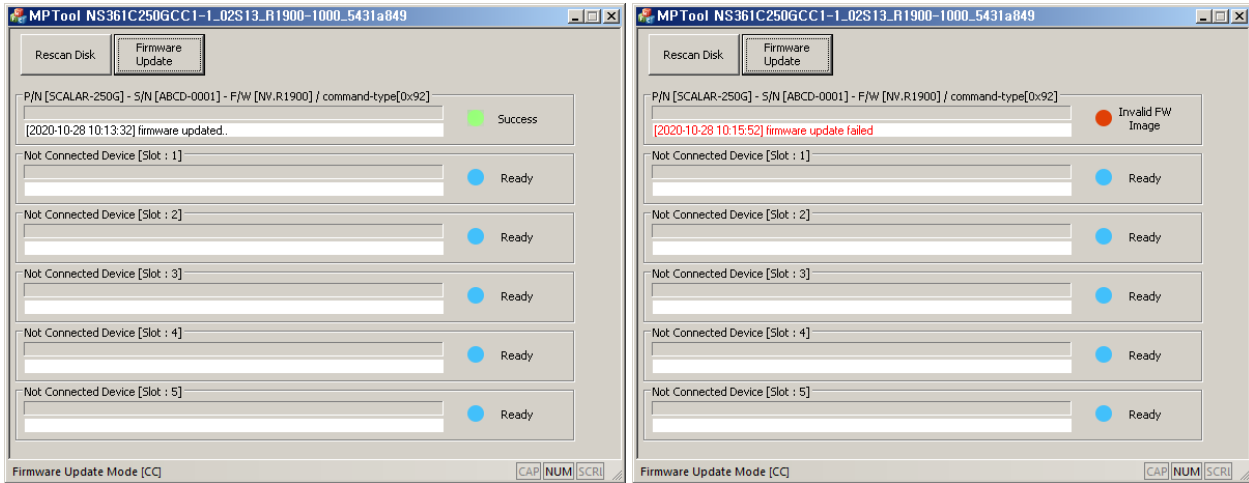 MPTool NS361C250GCC1-1_02S13_R1900-1000_5431a849
Rescan Disk
Firmware
Update
P/N [SCALAR-250G] - S/N [ABCD-0001] - F/W [NV.R1900] / command-type[0x92]
[2020-10-28 10:13:32] firmware updated..
Success
Not Connected Device [Slot : 1]
Ready
Not Connected Device [Slot : 2]
Ready
Not Connected Device [Slot : 3]
Ready
Not Connected Device [Slot : 4]
Ready
Not Connected Device [Slot : 5]
Ready
Firmware Update Mode [CC]
CAP NUM SCRL
MPTool NS361C250GCC1-1_02S13_R1900-1000_5431a849
Rescan Disk
Firmware
Update
P/N [SCALAR-250G] - S/N [ABCD-0001] - F/W [NV.R1900] / command-type[0x92]
[2020-10-28 10:15:52] firmware update failed
Invalid FW
Image
Not Connected Device [Slot : 1]
Ready
Not Connected Device [Slot : 2]
Ready
Not Connected Device [Slot : 3]
Ready
Not Connected Device [Slot : 4]
Ready
Not Connected Device [Slot : 5]
Ready
Firmware Update Mode [CC]
CAP NUM SCRL